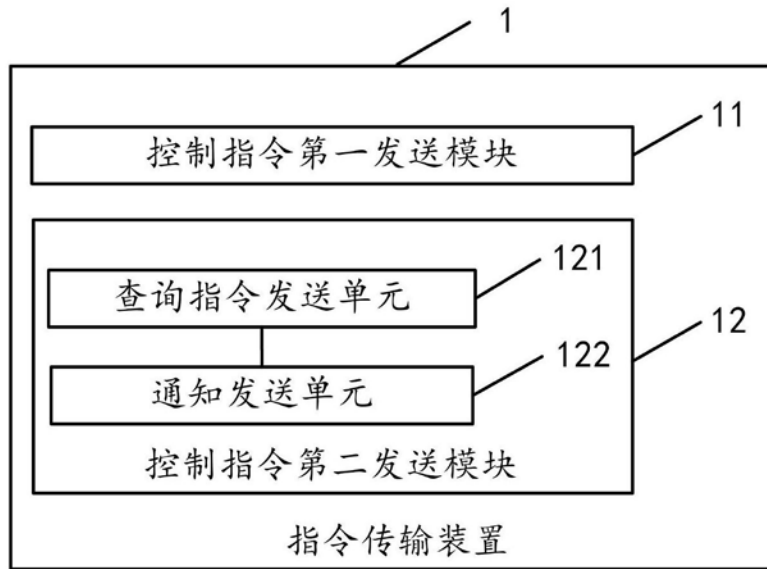 1
11
控制指令第一发送模块
121
查询指令发送单元
12
122
通知发送单元
控制指令第二发送模块
指令传输装置